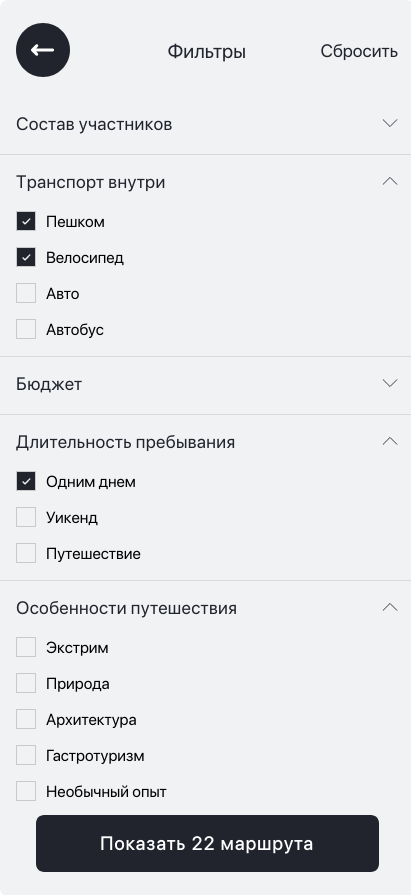 Фильтры Сбросить
Состав участников
Транспорт внутри
Пешком
Велосипед
Авто
Автобус
Бюджет
Длительность пребывания
Одним днем
Уикенд
Путешествие
Особенности путешествия
Экстрим
Природа
Архитектура
Гастротуризм
Необычный опыт
Показать 22 маршрута